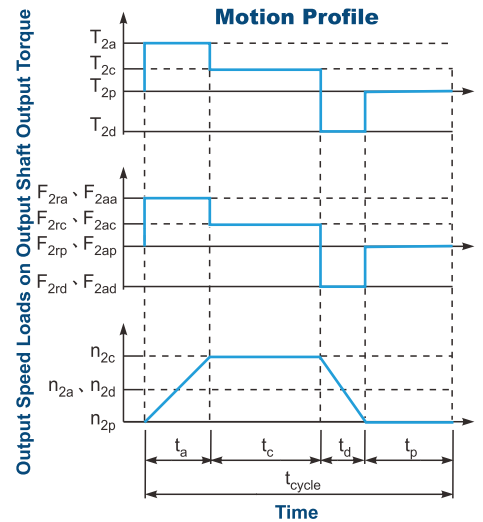 Motion Profile
Output Speed Loads on Output Shaft Output Torque
T2a
T2c
T2p
T2d
F2ra、F2aa
F2rc、F2ac
F2rp、F2ap
F2rd、F2ad
n2c
n2a、n2d
n2p
ta tc td tp
tcycle
Time